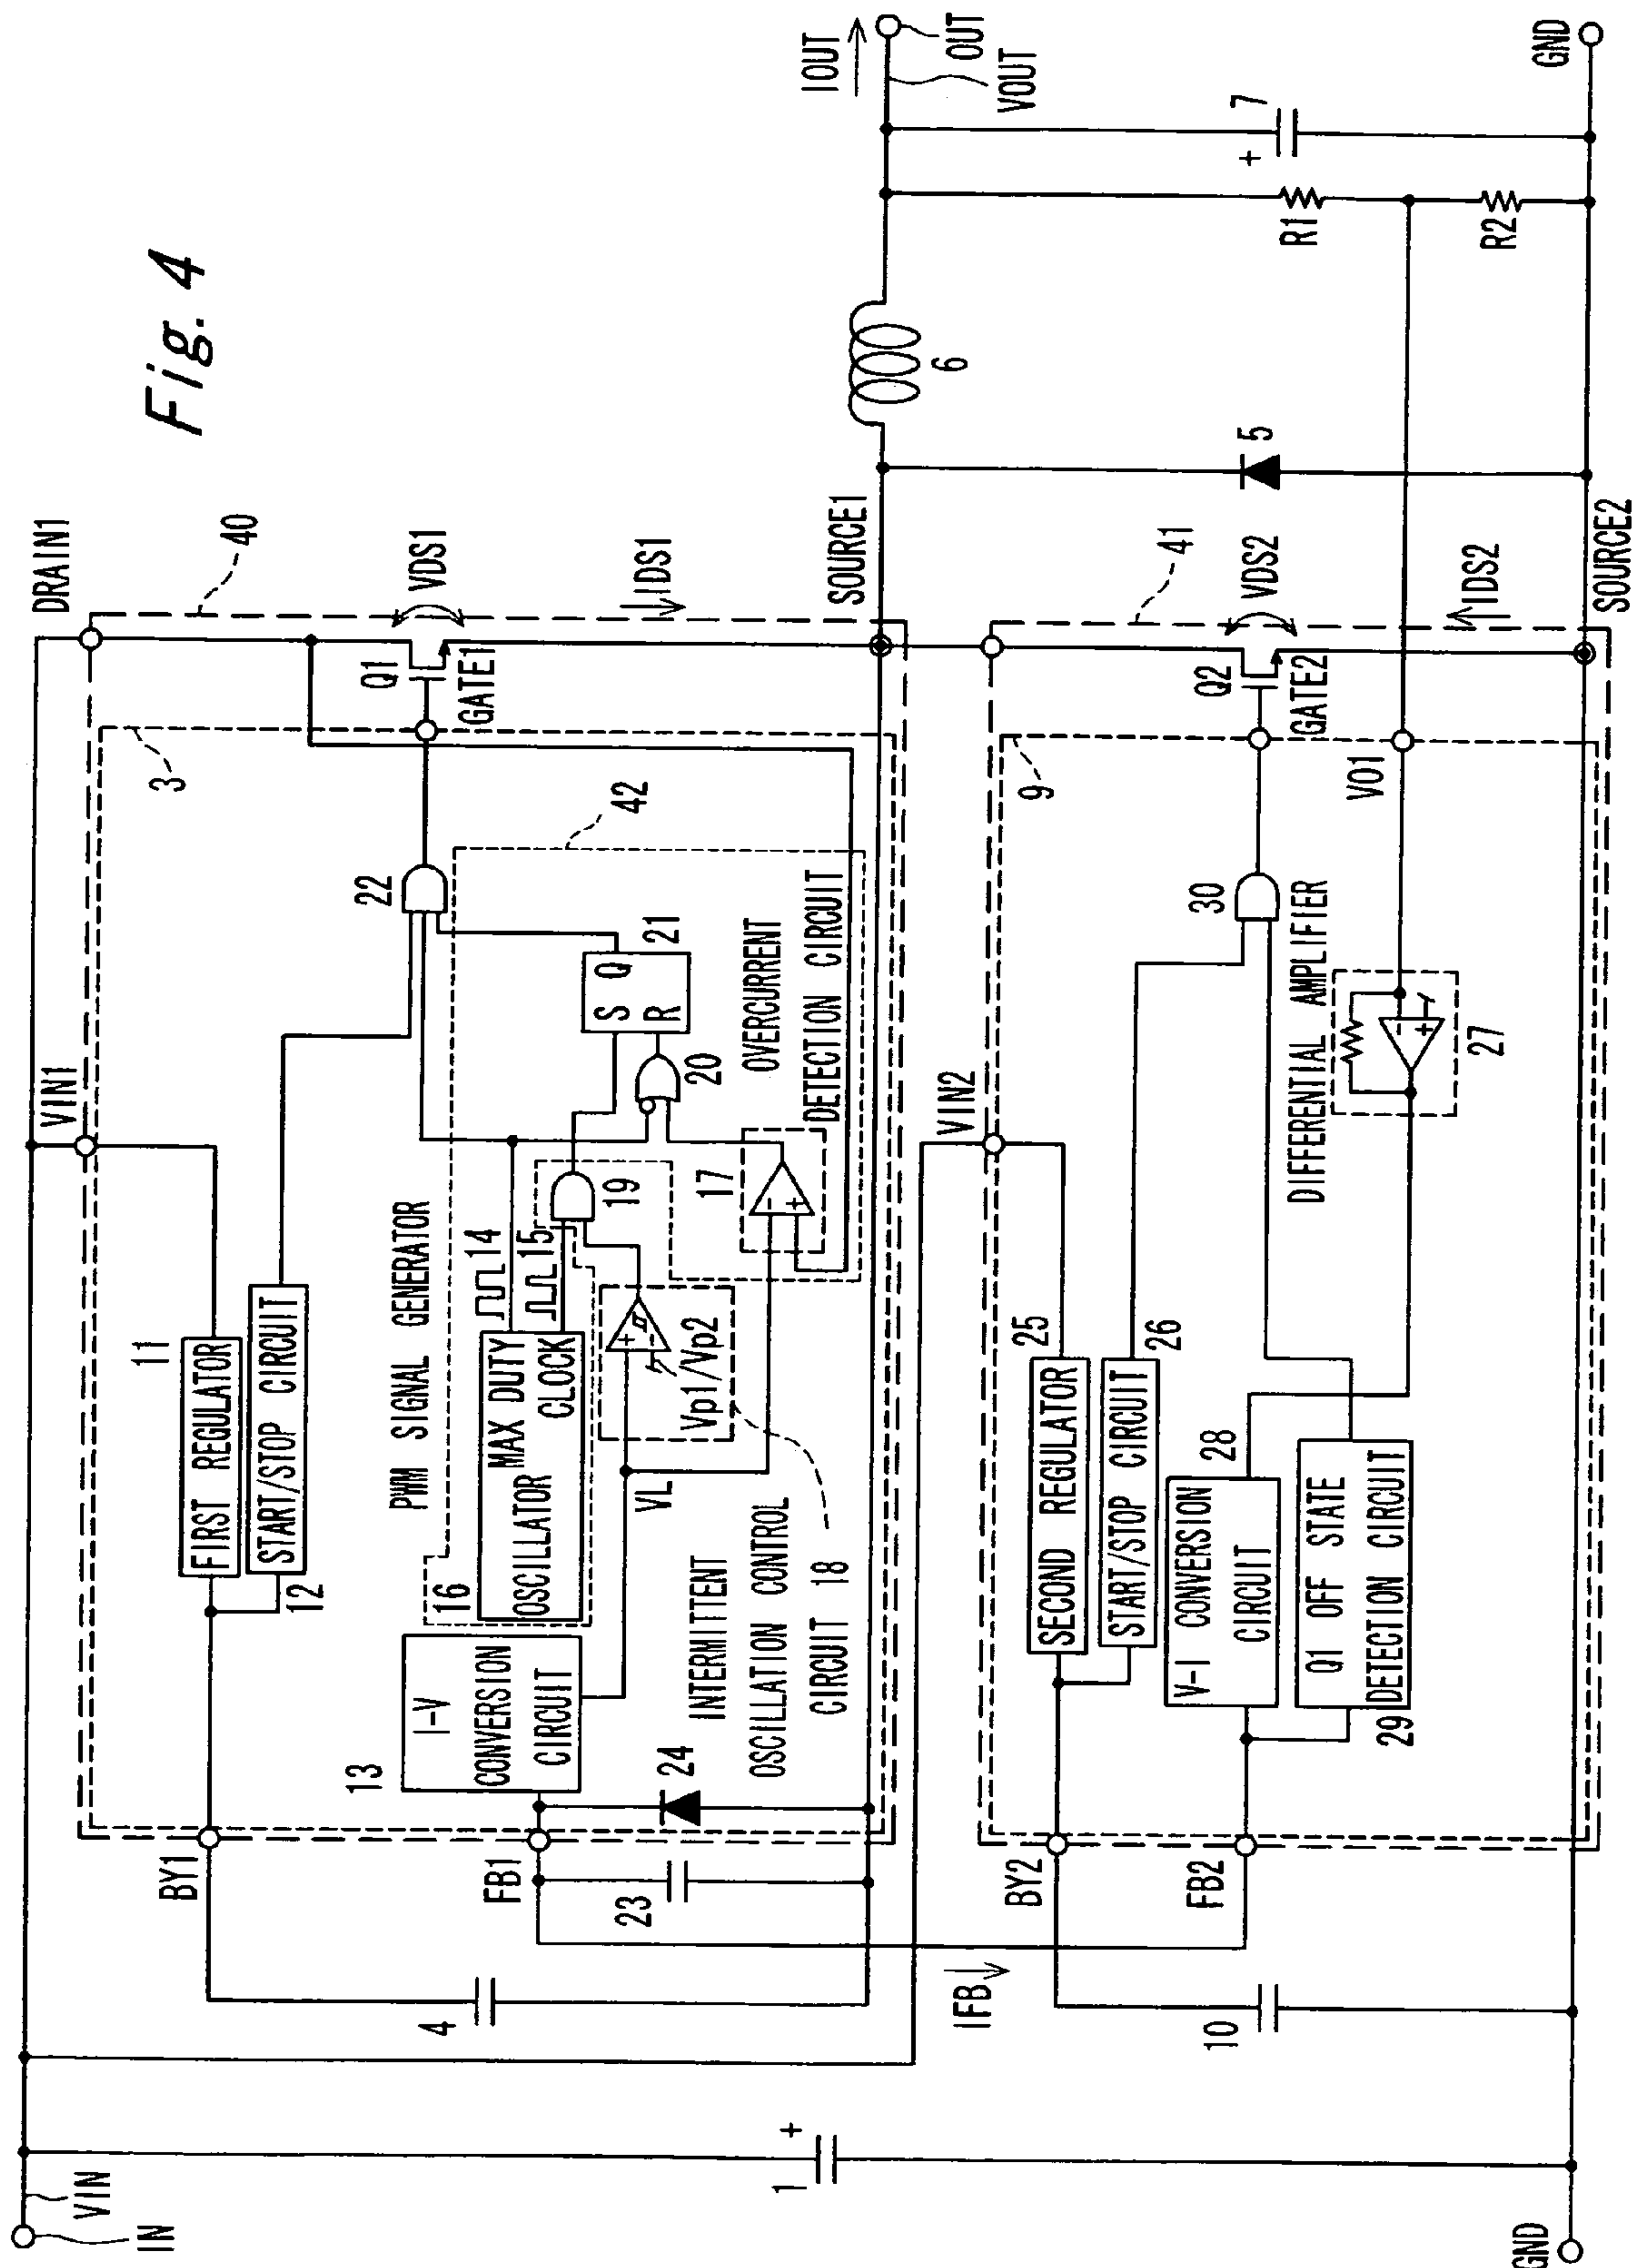 Fig. 4
IN
VIN
1
+
GND
4
10
IFB
BY1
FB1
23
BY2
FB2
DRAIN1
VIN1
3
40
11
FIRST REGULATOR
START/STOP CIRCUIT
12
13
I-V
CONVERSION
CIRCUIT
24
PWM SIGNAL GENERATOR
16
MAX DUTY
CLOCK
OSCILLATOR
14
15
19
Vp1/Vp2
VL
INTERMITTENT
OSCILLATION CONTROL
CIRCUIT 18
17
+
-
+
-
20
S Q
R
21
22
42
OVERCURRENT
DETECTION CIRCUIT
Q1
GATE1
VDS1
IDS1
SOURCE1
VIN2
9
41
25
SECOND REGULATOR
START/STOP CIRCUIT
26
V-I CONVERSION
CIRCUIT
28
Q1 OFF STATE
DETECTION CIRCUIT
29
30
DIFFERENTIAL AMPLIFIER
27
-
+
VO1
Q2
GATE2
VDS2
IDS2
SOURCE2
5
6
R1
R2
+
7
IOUT
OUT
VOUT
GND